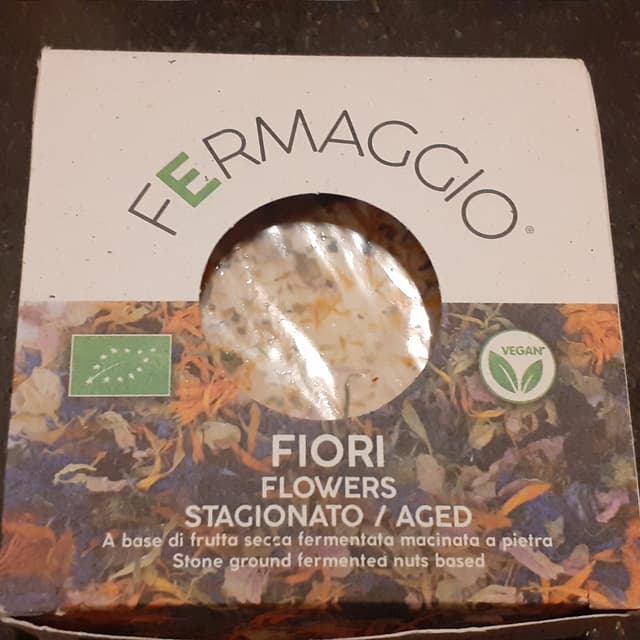 FERMAGGIO®
VEGAN
FIORI
FLOWERS
STAGIONATO / AGED
A base di frutta secca fermentata macinata a pietra
Stone ground fermented nuts based